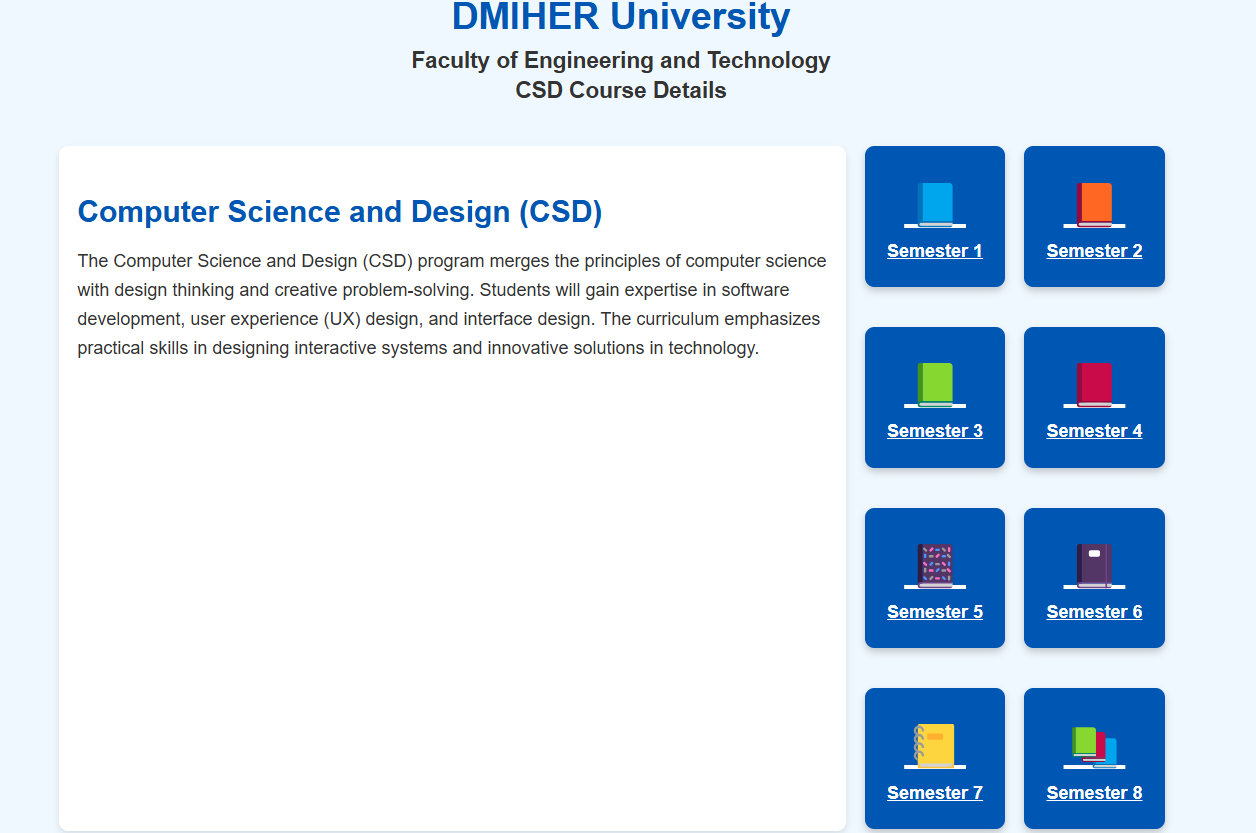 DMIHER University
Faculty of Engineering and Technology
CSD Course Details
Computer Science and Design (CSD)
The Computer Science and Design (CSD) program merges the principles of computer science
with design thinking and creative problem-solving. Students will gain expertise in software
development, user experience (UX) design, and interface design. The curriculum emphasizes
practical skills in designing interactive systems and innovative solutions in technology.
Semester 1
Semester 2
Semester 3
Semester 4
Semester 5
Semester 6
Semester 7
Semester 8